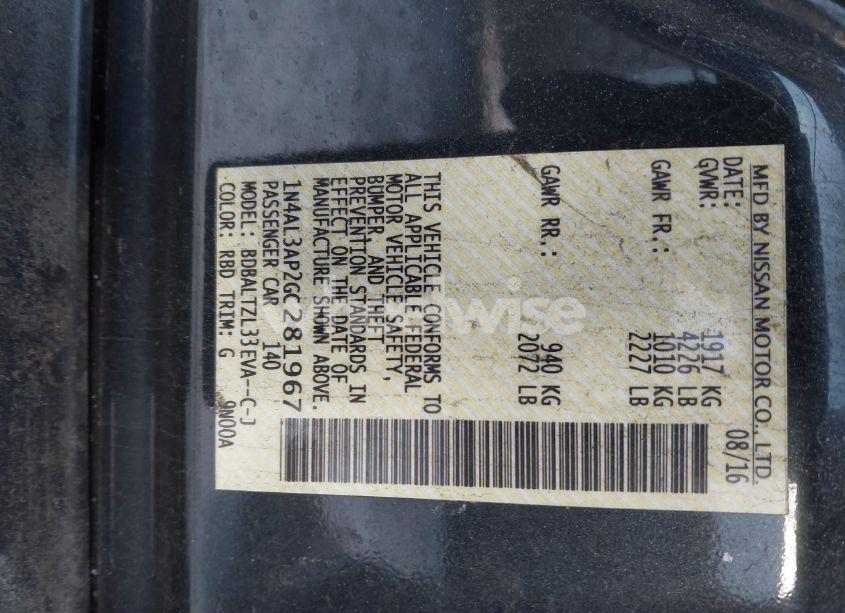 MFD BY NISSAN MOTOR CO., LTD.
DATE: 08/16
GVWR: 1917 KG
4226 LB
GAWR FR.: 1010 KG
2227 LB
GAWR RR.: 940 KG
2072 LB
THIS VEHICLE CONFORMS TO
ALL APPLICABLE FEDERAL
MOTOR VEHICLE SAFETY,
BUMPER, AND THEFT
PREVENTION STANDARDS IN
EFFECT ON THE DATE OF
MANUFACTURE SHOWN ABOVE.
1N4AL3AP2GC281967
PASSENGER CAR 140
MODEL: BDBALTZL33EVA--C-J
COLOR: RBD TRIM: G 9N00A